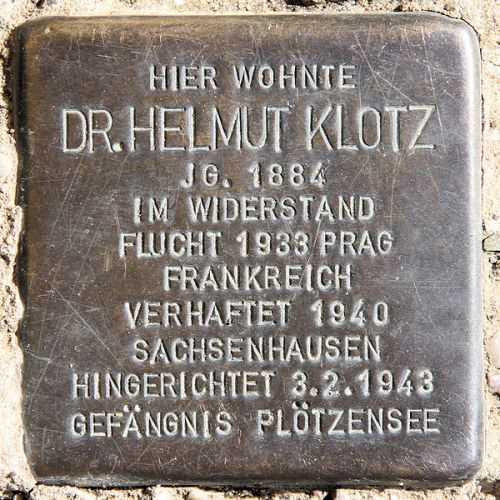 HIER WOHNTE
DR. HELMUT KLOTZ
JG. 1884
IM WIDERSTAND
FLUCHT 1933 PRAG
FRANKREICH
VERHAFTET 1940
SACHSENHAUSEN
HINGERICHTET 3.2.1943
GEFÄNGNIS PLÖTZENSEE